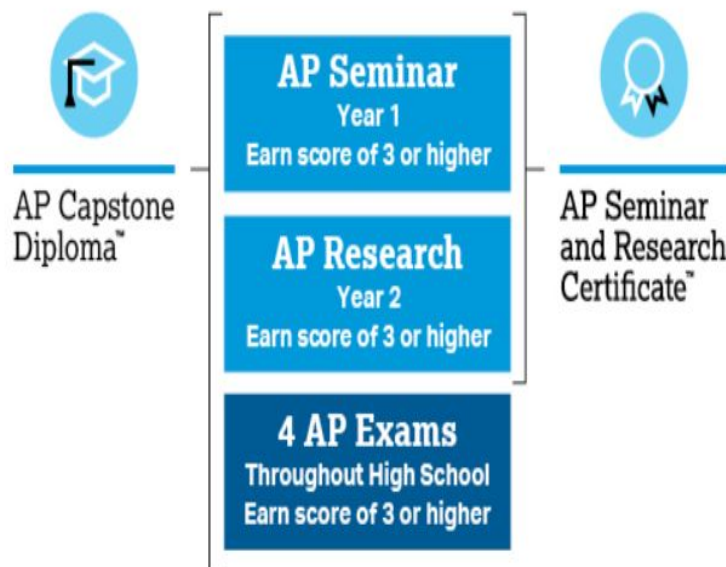 AP Capstone
Diploma™
AP Seminar
Year 1
Earn score of 3 or higher
AP Research
Year 2
Earn score of 3 or higher
4 AP Exams
Throughout High School
Earn score of 3 or higher
AP Seminar
and Research
Certificate™